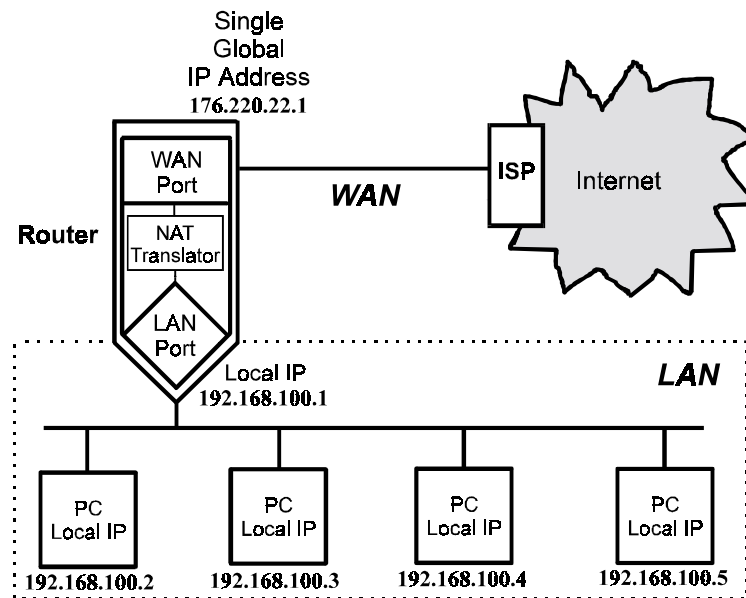 Single
Global
IP Address
176.220.22.1
WAN
Port
NAT
Translator
LAN
Port
Router
WAN
ISP
Internet
Local IP
192.168.100.1
LAN
PC
Local IP
192.168.100.2
PC
Local IP
192.168.100.3
PC
Local IP
192.168.100.4
PC
Local IP
192.168.100.5